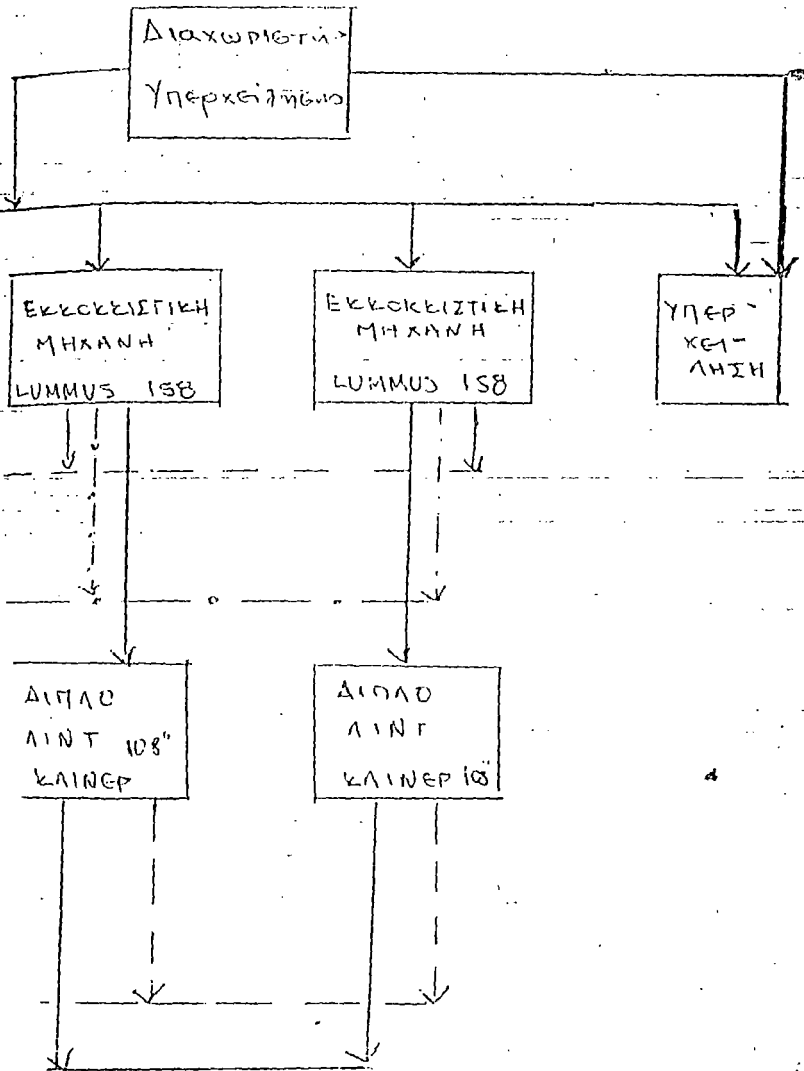 Διαχωριστής
Υπερχείλησης
ΕΚΚΟΚΚΙΣΤΙΚΗ
ΜΗΧΑΝΗ
LUMMUS 158
ΕΚΚΟΚΚΙΣΤΙΚΗ
ΜΗΧΑΝΗ
LUMMUS 158
ΥΠΕΡ-
ΧΕΙ-
ΛΗΣΗ
ΔΙΠΛΟ
ΛΙΝΤ 108"
ΚΛΙΝΕΡ
ΔΙΠΛΟ
ΛΙΝΤ
ΚΛΙΝΕΡ 108"